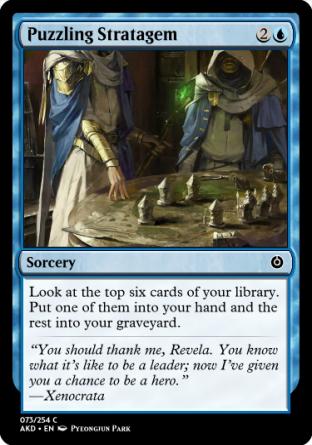 Puzzling Stratagem 2
Sorcery
Look at the top six cards of your library.
Put one of them into your hand and the
rest into your graveyard.
"You should thank me, Revela. You know
what it's like to be a leader; now I've given
you a chance to be a hero."
—Xenocrata
073/254 C
AKD • EN Pyeongjun Park